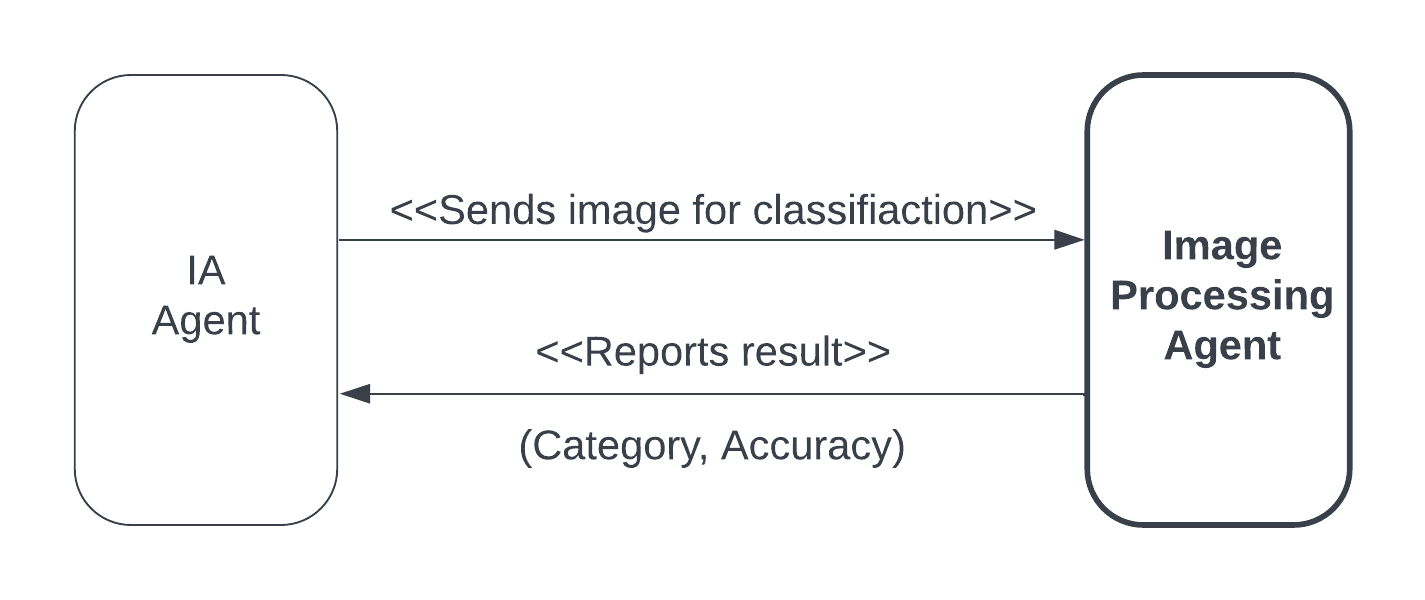 IA
Agent
<<Sends image for classifiaction>>
<<Reports result>>
(Category, Accuracy)
Image
Processing
Agent